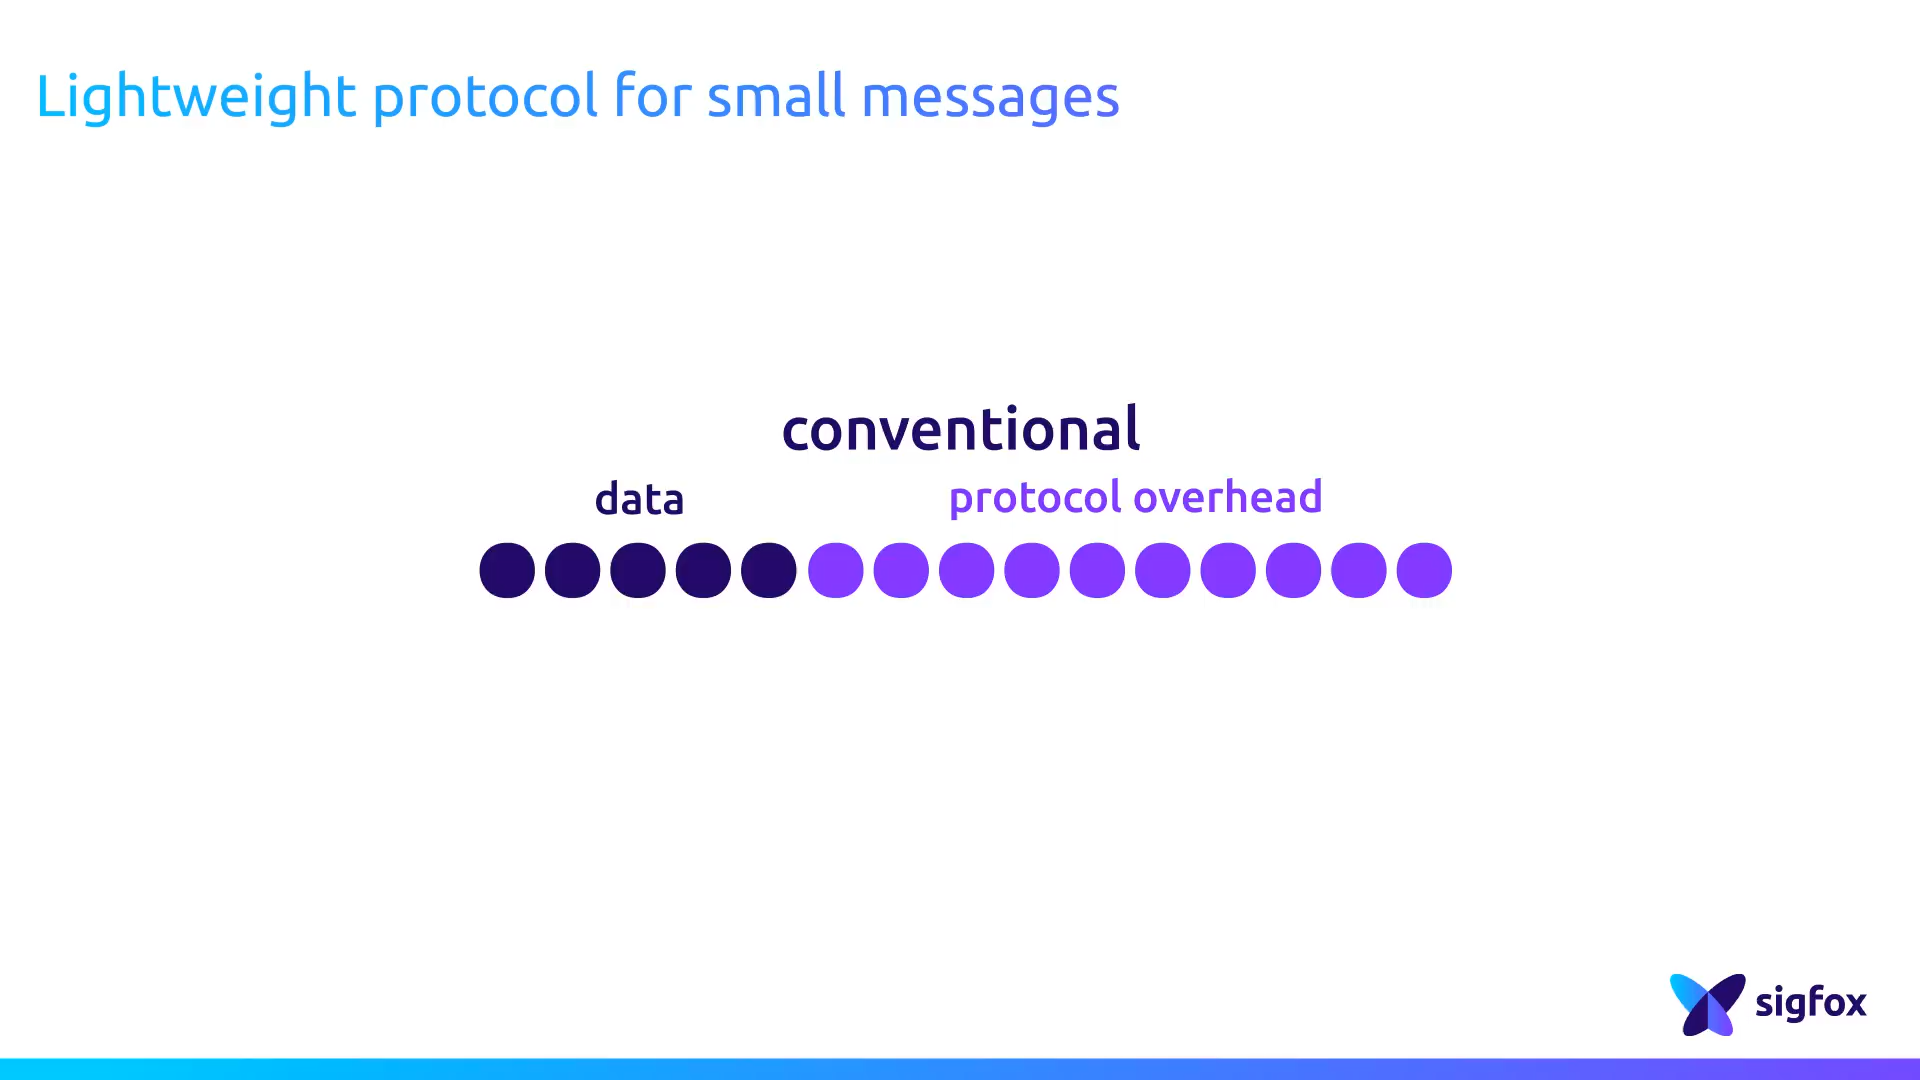 Lightweight protocol for small messages
conventional
data
protocol overhead
sigfox